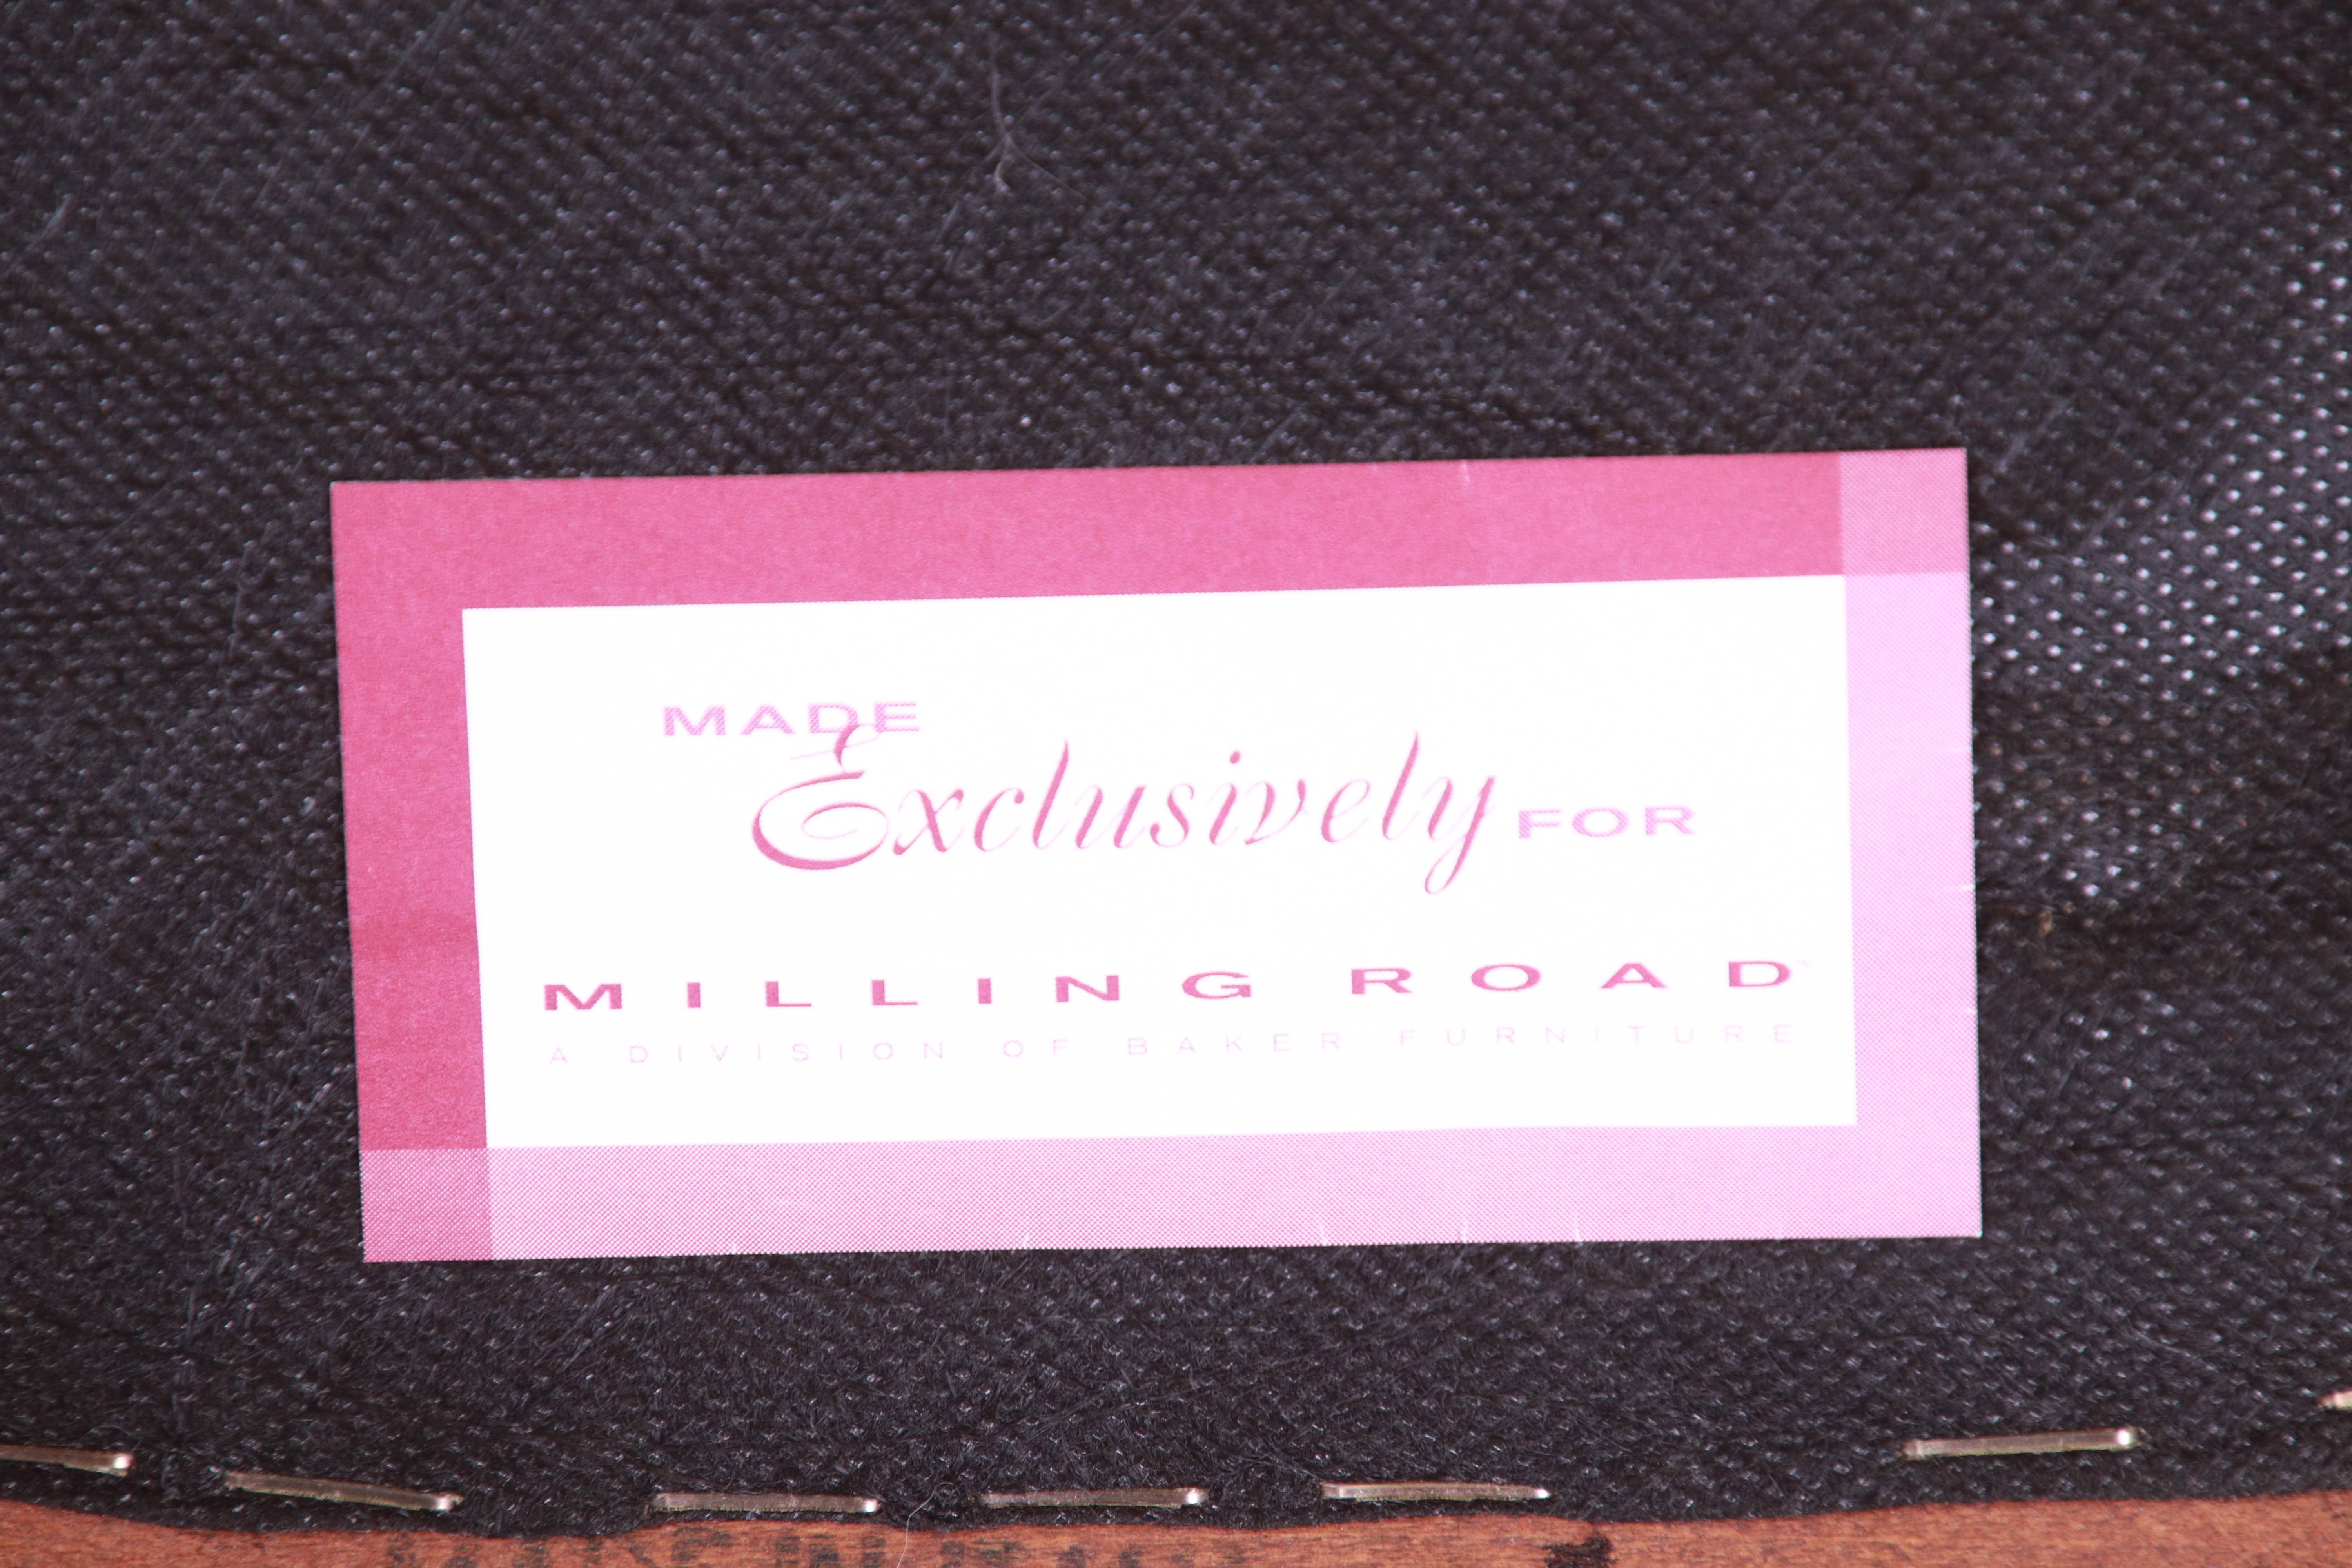 MADE
Exclusively FOR
MILLING ROAD
A DIVISION OF BAKER FURNITURE